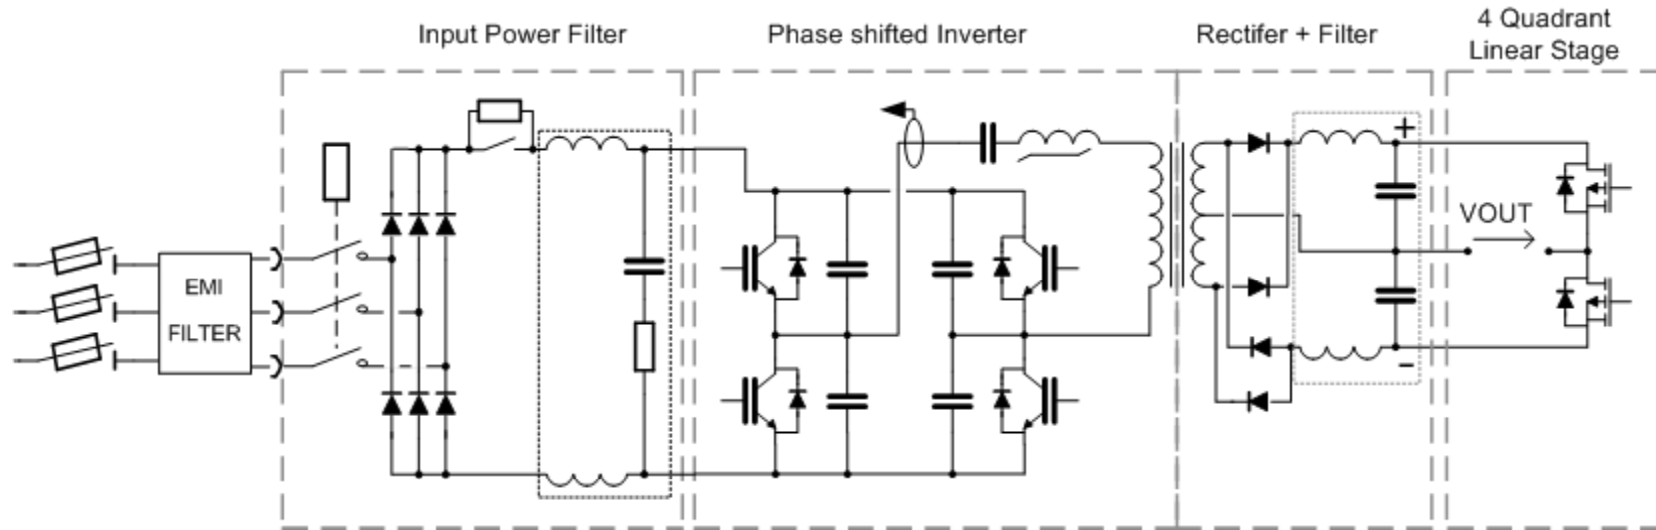 Input Power Filter
Phase shifted Inverter
Rectifer + Filter
4 Quadrant
Linear Stage
+
VOUT
EMI
FILTER
−